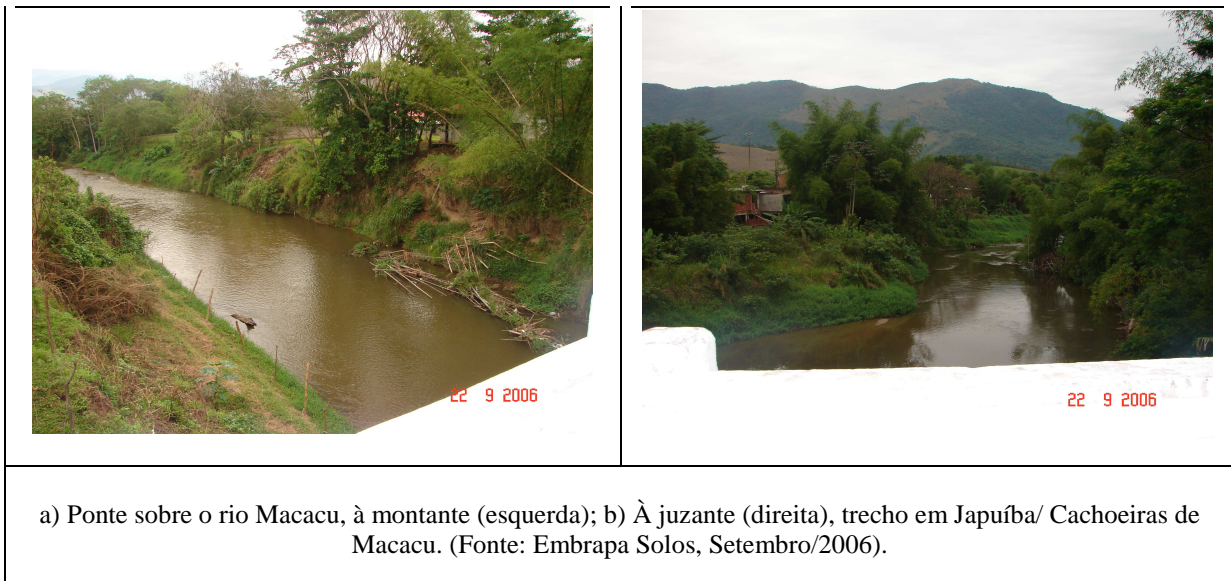 22 9 2006
22 9 2006
a) Ponte sobre o rio Macacu, à montante (esquerda); b) À juzante (direita), trecho em Japuíba/ Cachoeiras de
Macacu. (Fonte: Embrapa Solos, Setembro/2006).